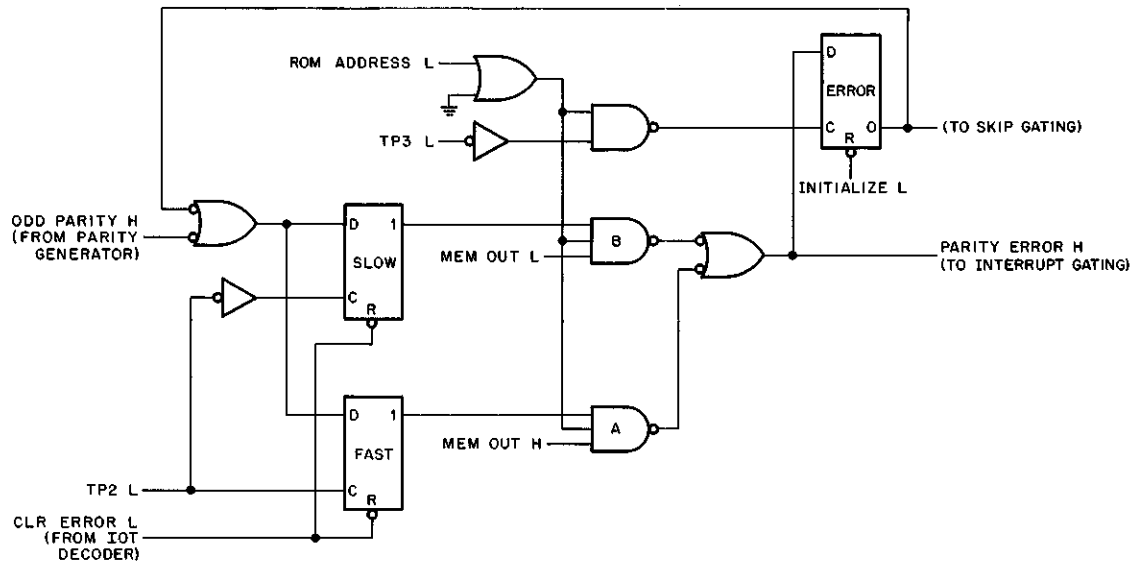 ROM ADDRESS L
D
ERROR
C
O
R
(TO SKIP GATING)
TP3 L
INITIALIZE L
ODD PARITY H
(FROM PARITY
GENERATOR)
D
1
SLOW
C
R
B
MEM OUT L
PARITY ERROR H
(TO INTERRUPT GATING)
D
1
FAST
C
R
A
MEM OUT H
TP2 L
CLR ERROR L
(FROM IOT
DECODER)